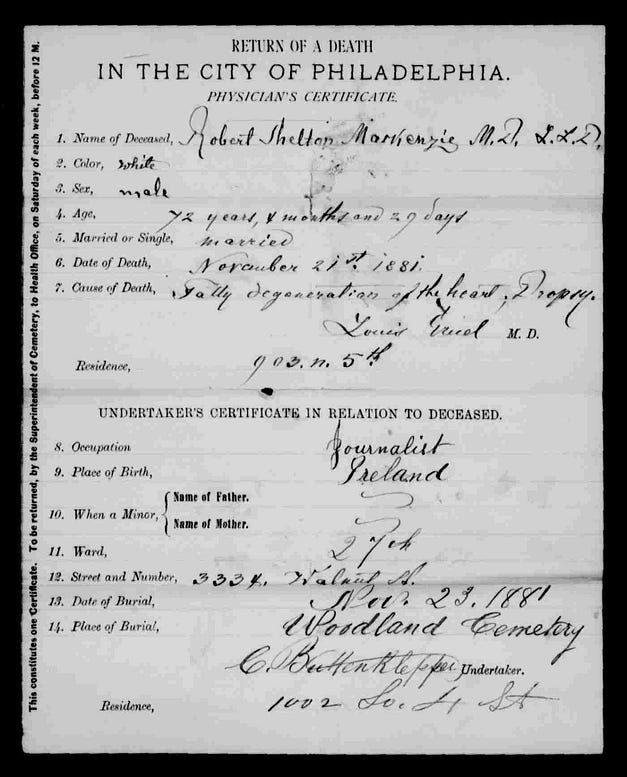 RETURN OF A DEATH
IN THE CITY OF PHILADELPHIA.
PHYSICIAN'S CERTIFICATE.
1. Name of Deceased, Robert Shelton Mackenzie M.D. L.L.D.
2. Color, white
3. Sex, male
4. Age, 72 years, 4 months and 29 days
5. Married or Single, married
6. Date of Death, November 21st. 1881.
7. Cause of Death, Fatty degeneration of the heart, Dropsy.
Louis M. D.
Residence, 903. n. 5th
UNDERTAKER'S CERTIFICATE IN RELATION TO DECEASED.
8. Occupation Journalist
9. Place of Birth, Ireland
10. When a Minor, { Name of Father.
Name of Mother.
11. Ward, 27th
12. Street and Number, 3334. Walnut St.
13. Date of Burial, Nov. 23. 1881
14. Place of Burial, Woodland Cemetery
C. Undertaker.
Residence, 1002 So. 4 St
This constitutes one Certificate. To be returned, by the Superintendent of Cemetery, to Health Office, on Saturday of each week, before 12 M.